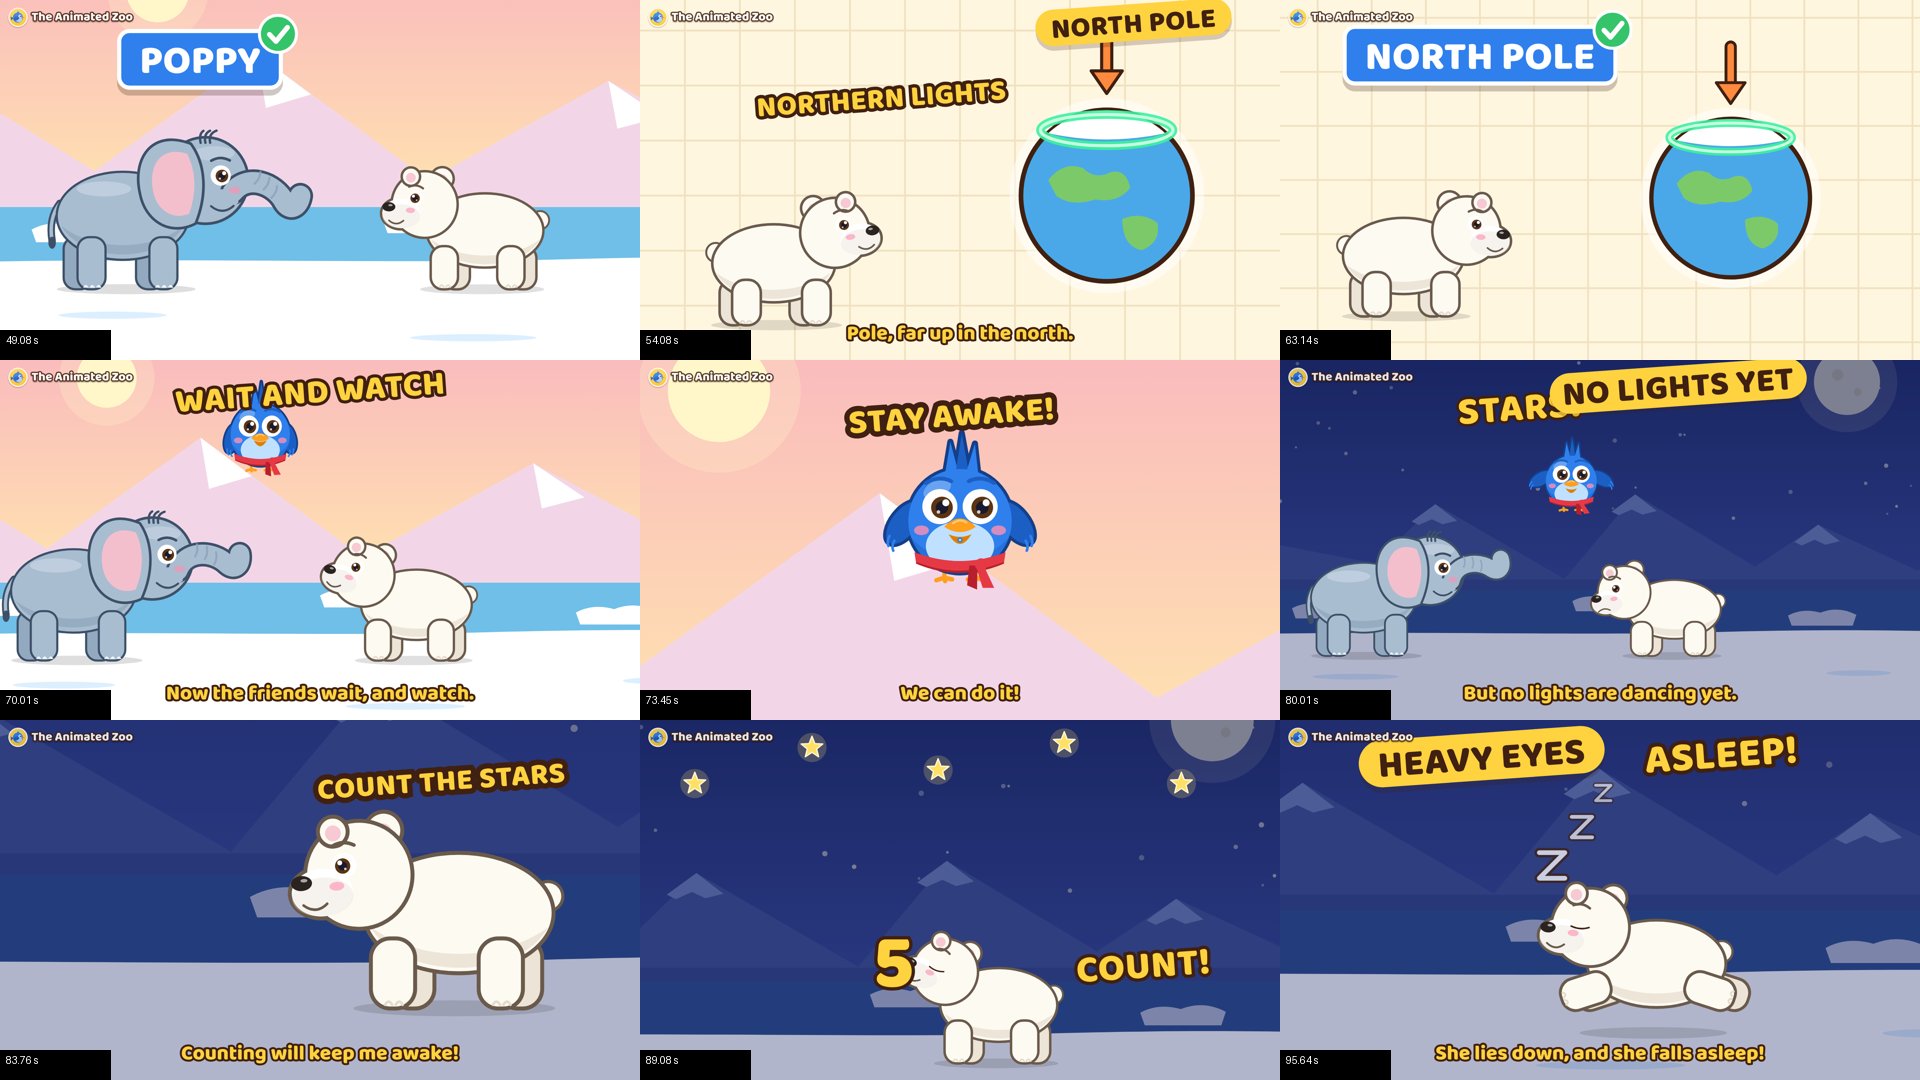 The Animated Zoo
POPPY
49.08 s
The Animated Zoo
NORTH POLE
NORTHERN LIGHTS
Pole, far up in the north.
54.08 s
The Animated Zoo
NORTH POLE
63.14 s
The Animated Zoo
WAIT AND WATCH
Now the friends wait, and watch.
70.01 s
The Animated Zoo
STAY AWAKE!
We can do it!
73.45 s
The Animated Zoo
STARS!
NO LIGHTS YET
But no lights are dancing yet.
80.01 s
The Animated Zoo
COUNT THE STARS
Counting will keep me awake!
83.76 s
The Animated Zoo
5
COUNT!
89.08 s
The Animated Zoo
HEAVY EYES
ASLEEP!
Z
Z
Z
She lies down, and she falls asleep!
95.64 s